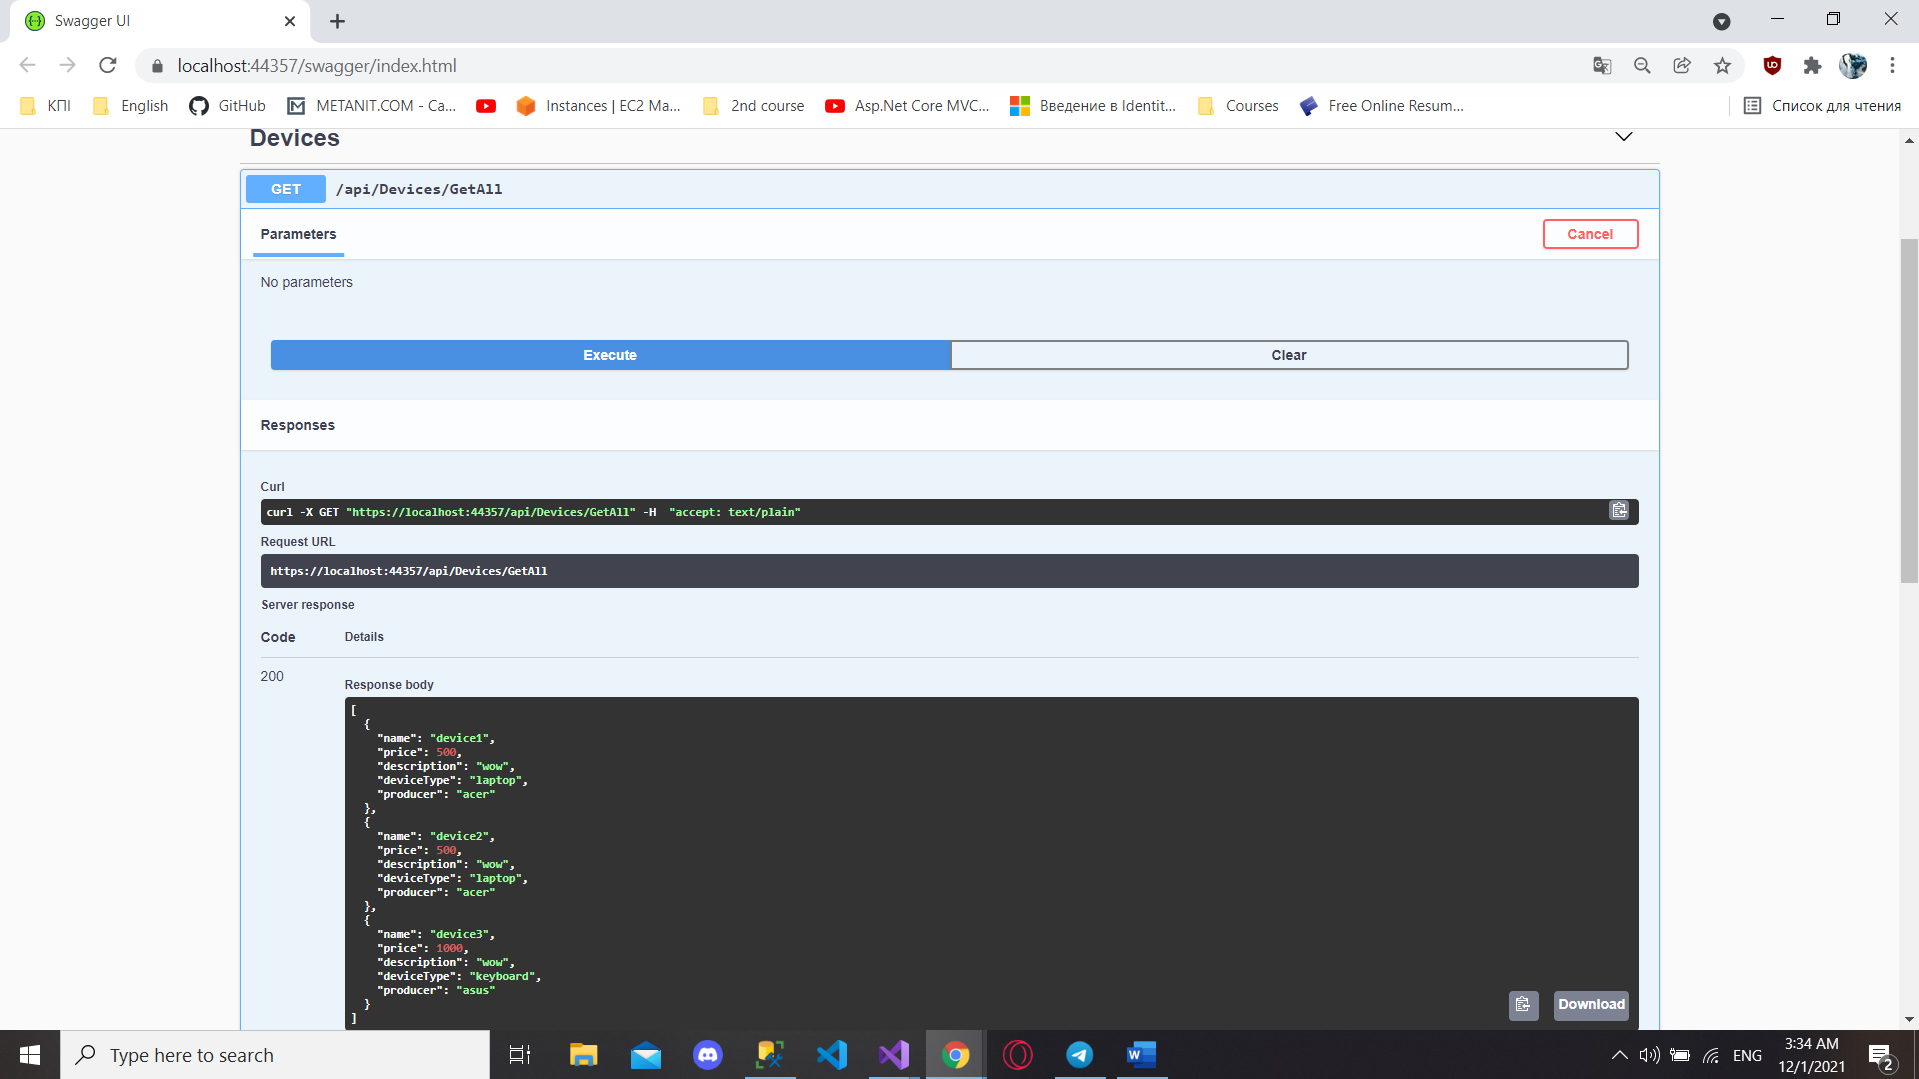 Swagger UI
localhost:44357/swagger/index.html
КПІ
English
GitHub
METANIT.COM - Ca...
Instances | EC2 Ma...
2nd course
Asp.Net Core MVC...
Введение в Identit...
Courses
Free Online Resum...
Список для чтения
Devices
GET /api/Devices/GetAll
Parameters
Cancel
No parameters
Execute
Clear
Responses
Curl
curl -X GET "https://localhost:44357/api/Devices/GetAll" -H  "accept: text/plain"
Request URL
https://localhost:44357/api/Devices/GetAll
Server response
Code Details
200
Response body
[
  {
    "name": "device1",
    "price": 500,
    "description": "wow",
    "deviceType": "laptop",
    "producer": "acer"
  },
  {
    "name": "device2",
    "price": 500,
    "description": "wow",
    "deviceType": "laptop",
    "producer": "acer"
  },
  {
    "name": "device3",
    "price": 1000,
    "description": "wow",
    "deviceType": "keyboard",
    "producer": "asus"
  }
]
Download
Type here to search
ENG
3:34 AM
12/1/2021
2